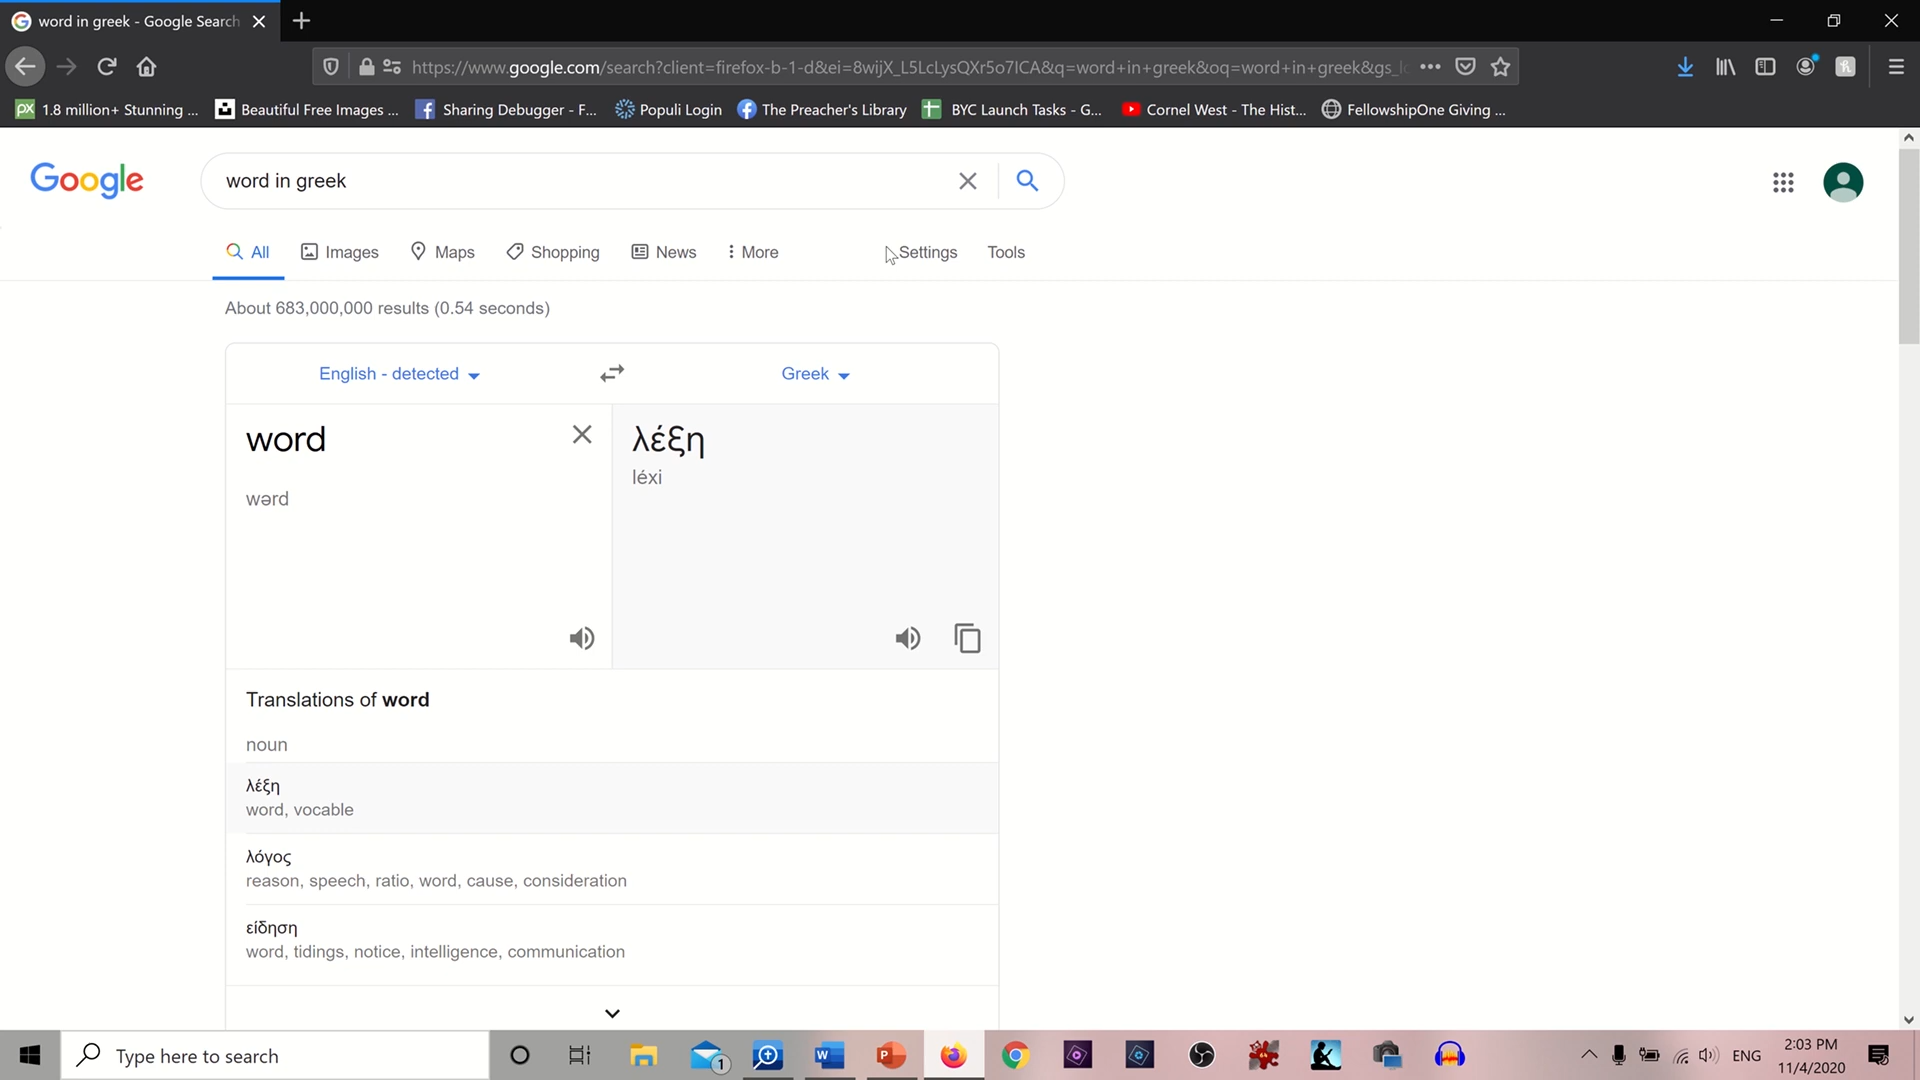 word in greek - Google Search
https://www.google.com/search?client=firefox-b-1-d&ei=8wijX_L5LcLysQXr5o7ICA&q=word+in+greek&oq=word+in+greek&gs_lc
1.8 million+ Stunning ... Beautiful Free Images ... Sharing Debugger - F... Populi Login The Preacher's Library BYC Launch Tasks - G... Cornel West - The Hist... FellowshipOne Giving ...
Google
word in greek
All Images Maps Shopping News More Settings Tools
About 683,000,000 results (0.54 seconds)
English - detected Greek
word λέξη
léxi
wərd
Translations of word
noun
λέξη
word, vocable
λόγος
reason, speech, ratio, word, cause, consideration
είδηση
word, tidings, notice, intelligence, communication
Type here to search
1
ENG
2:03 PM
11/4/2020